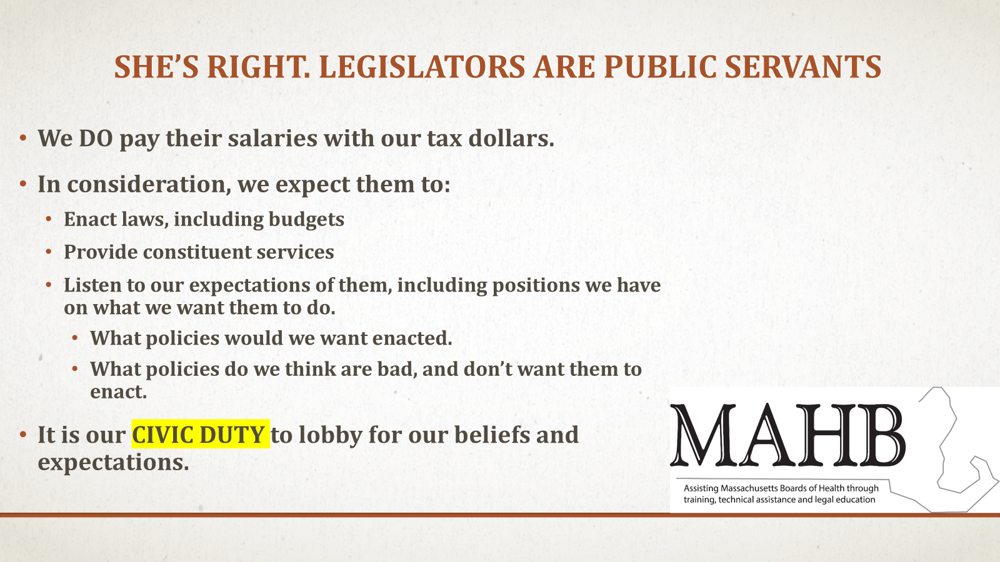 SHE’S RIGHT. LEGISLATORS ARE PUBLIC SERVANTS
• We DO pay their salaries with our tax dollars.
• In consideration, we expect them to:
• Enact laws, including budgets
• Provide constituent services
• Listen to our expectations of them, including positions we have
on what we want them to do.
• What policies would we want enacted.
• What policies do we think are bad, and don’t want them to
enact.
• It is our CIVIC DUTY to lobby for our beliefs and
expectations.
MAHB
Assisting Massachusetts Boards of Health through
training, technical assistance and legal education